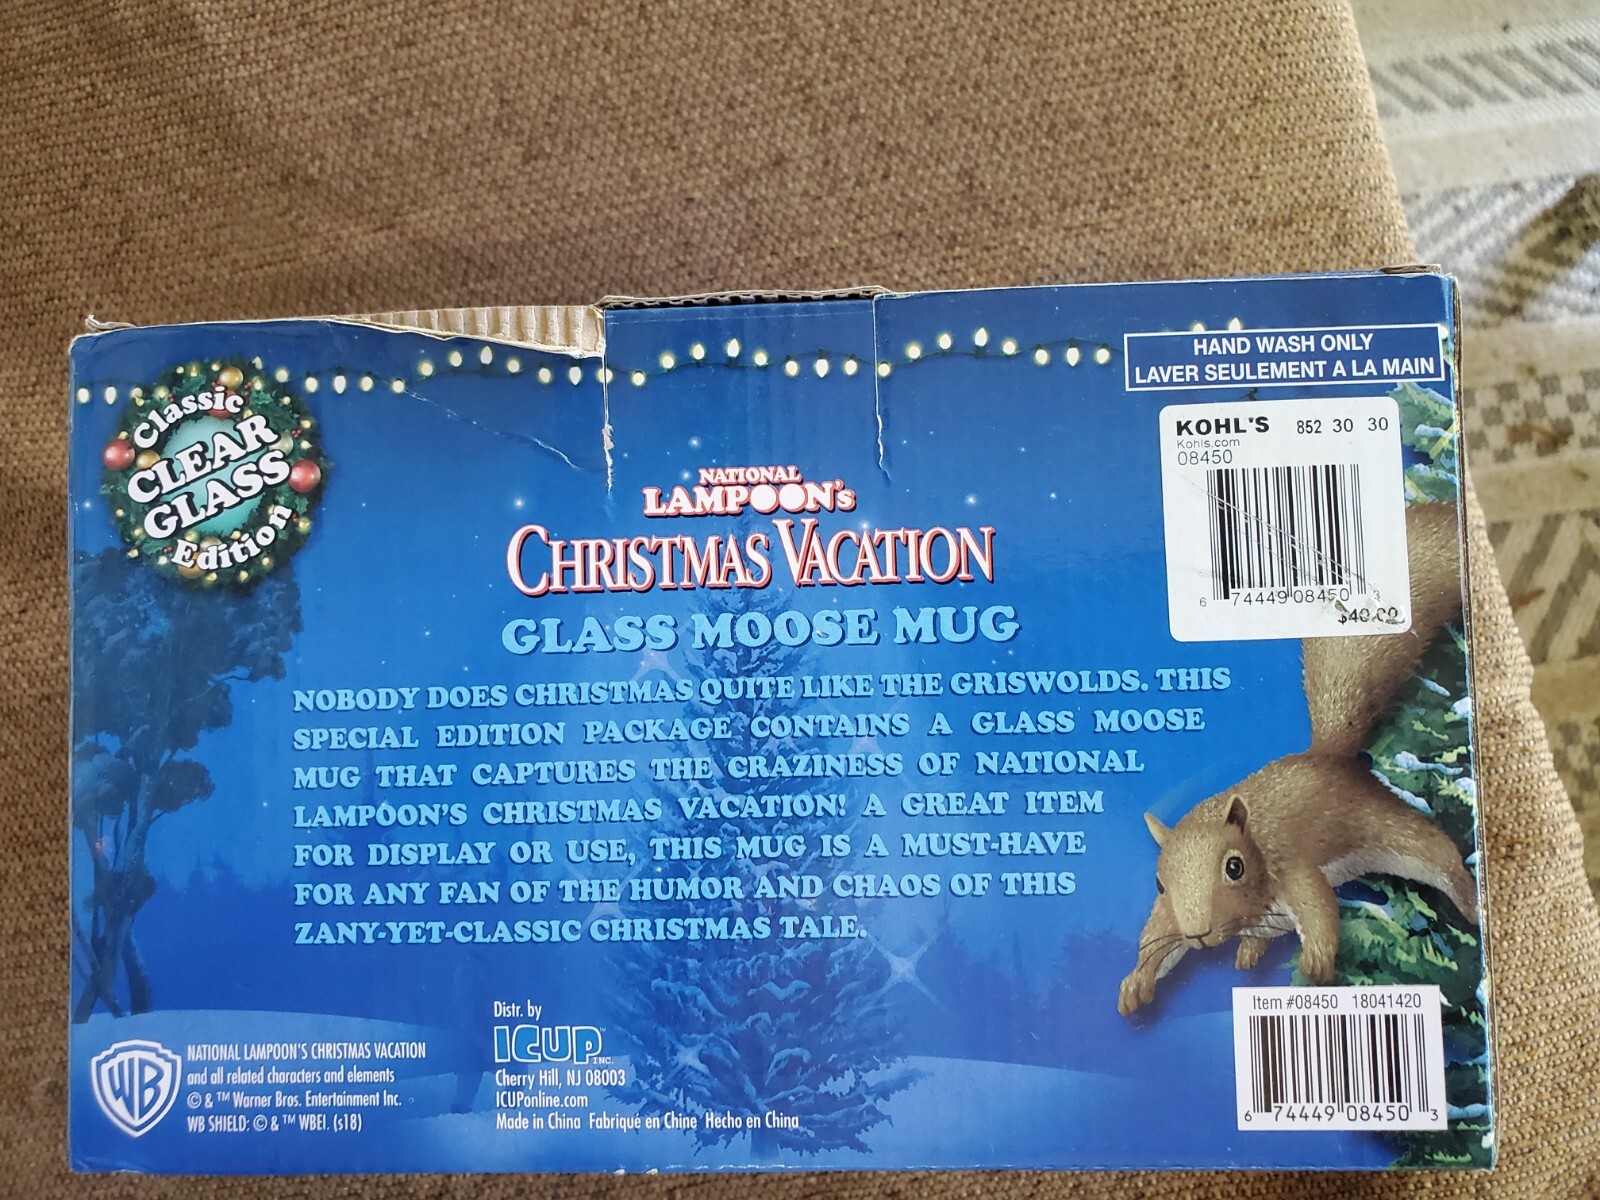 HAND WASH ONLY
LAVER SEULEMENT A LA MAIN
Classic
CLEAR
GLASS
Edition
KOHL'S 852 30 30
Kohls.com
08450
6 74449 08450 3
NATIONAL
LAMPOON'S
CHRISTMAS VACATION
GLASS MOOSE MUG
NOBODY DOES CHRISTMAS QUITE LIKE THE GRISWOLDS. THIS
SPECIAL EDITION PACKAGE CONTAINS A GLASS MOOSE
MUG THAT CAPTURES THE CRAZINESS OF NATIONAL
LAMPOON'S CHRISTMAS VACATION! A GREAT ITEM
FOR DISPLAY OR USE, THIS MUG IS A MUST-HAVE
FOR ANY FAN OF THE HUMOR AND CHAOS OF THIS
ZANY-YET-CLASSIC CHRISTMAS TALE.
WB
NATIONAL LAMPOON'S CHRISTMAS VACATION
and all related characters and elements
© & ™ Warner Bros. Entertainment Inc.
WB SHIELD: © & ™ WBEI. (s18)
Distr. by
ICUP™ INC.
Cherry Hill, NJ 08003
ICUPonline.com
Made in China Fabriqué en Chine Hecho en China
Item #08450 18041420
6 74449 08450 3